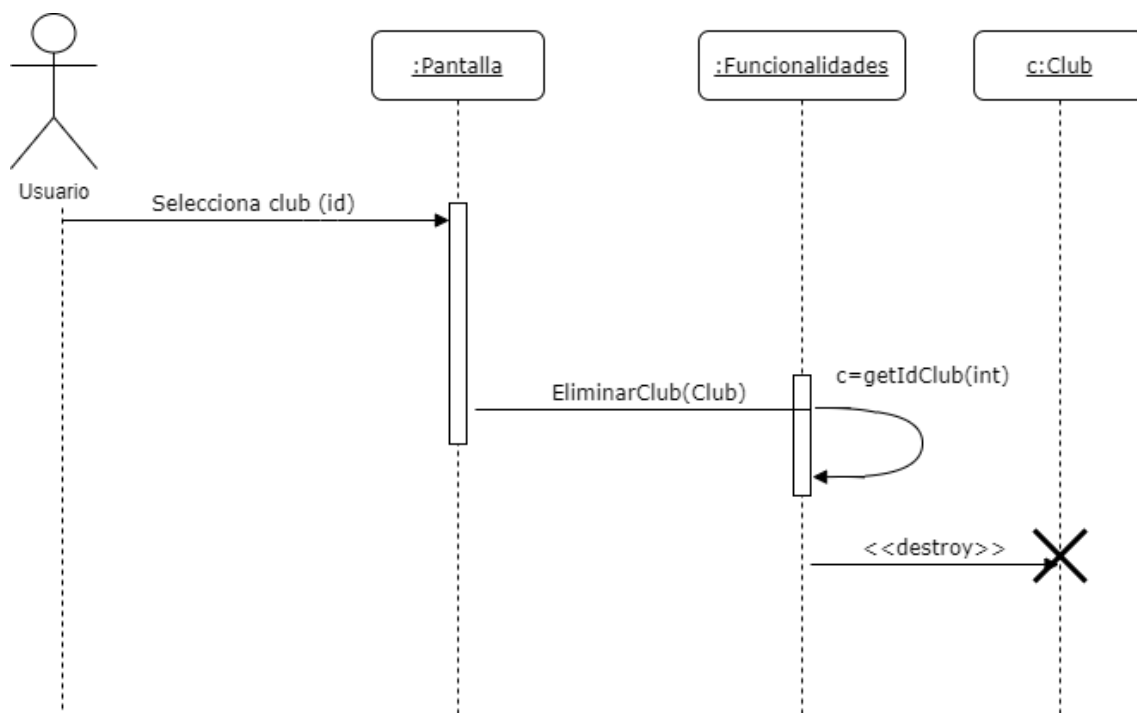 :Pantalla
:Funcionalidades
c:Club
Usuario
Selecciona club (id)
c=getIdClub(int)
EliminarClub(Club)
<<destroy>>